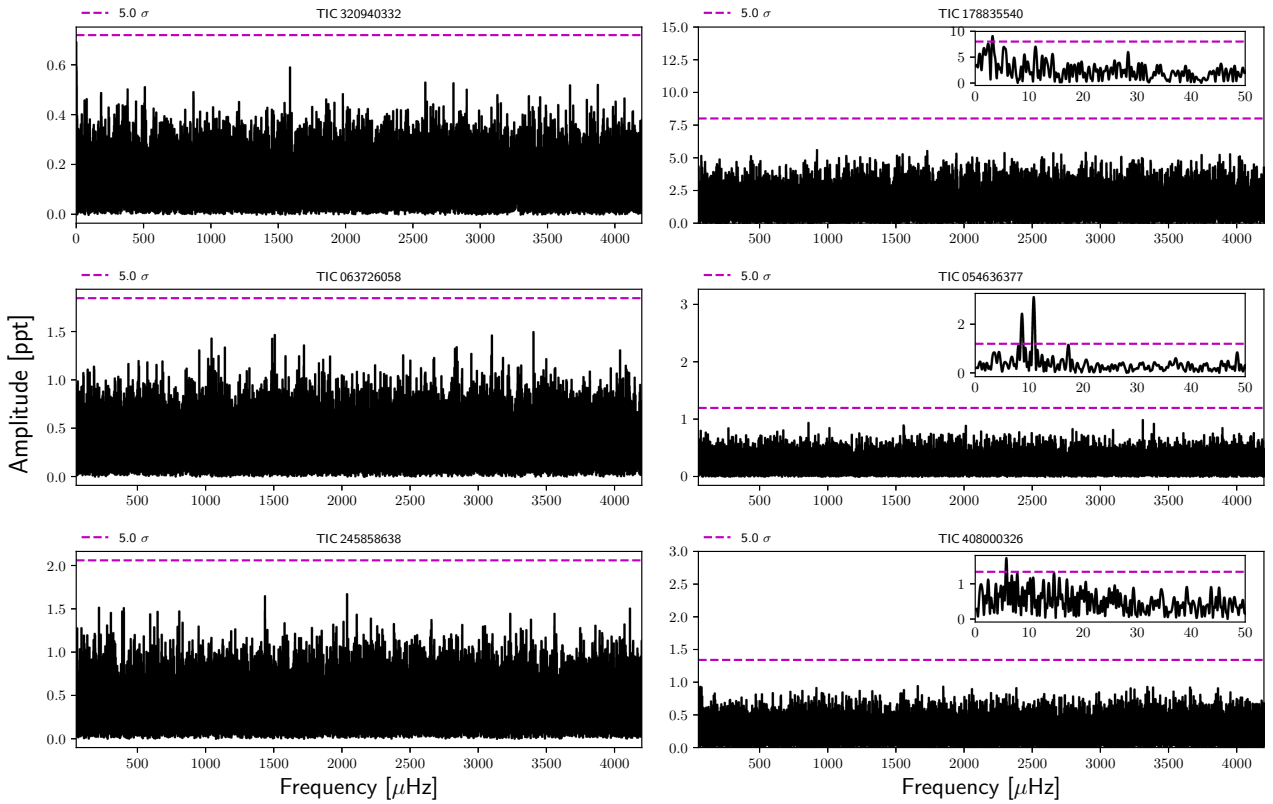 5.0 σ TIC 320940332
0.6
0.4
0.2
0.0
0 500 1000 1500 2000 2500 3000 3500 4000
5.0 σ TIC 178835540
15.0
12.5
10.0
7.5
5.0
2.5
0.0
10
5
0
0 10 20 30 40 50
500 1000 1500 2000 2500 3000 3500 4000
5.0 σ TIC 063726058
Amplitude [ppt]
1.5
1.0
0.5
0.0
500 1000 1500 2000 2500 3000 3500 4000
5.0 σ TIC 054636377
3
2
1
0
2
0
0 10 20 30 40 50
500 1000 1500 2000 2500 3000 3500 4000
5.0 σ TIC 245858638
2.0
1.5
1.0
0.5
0.0
500 1000 1500 2000 2500 3000 3500 4000
Frequency [μHz]
5.0 σ TIC 408000326
3.0
2.5
2.0
1.5
1.0
0.5
0.0
1
0
0 10 20 30 40 50
500 1000 1500 2000 2500 3000 3500 4000
Frequency [μHz]